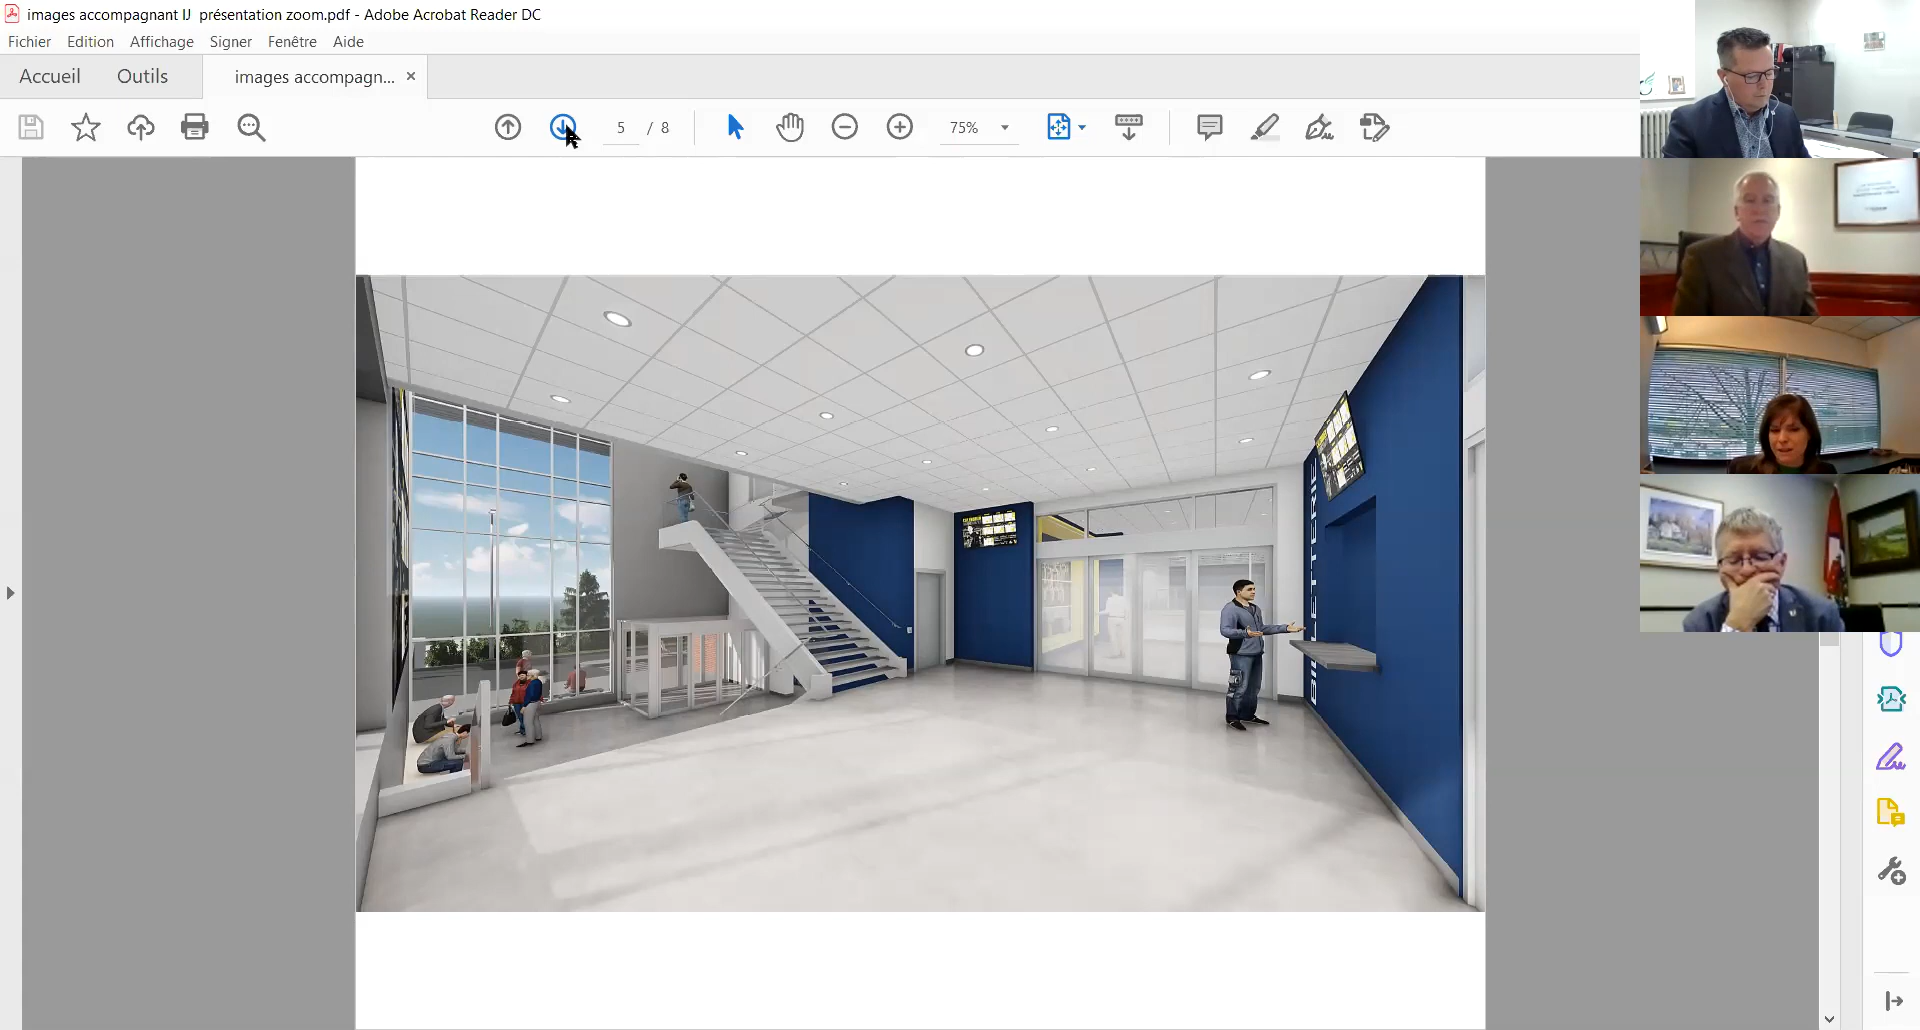 images accompagnant IJ  présentation zoom.pdf - Adobe Acrobat Reader DC
Fichier Edition Affichage Signer Fenêtre Aide
Accueil Outils images accompagn... ×
5 / 8 75%
BILLETTERIE